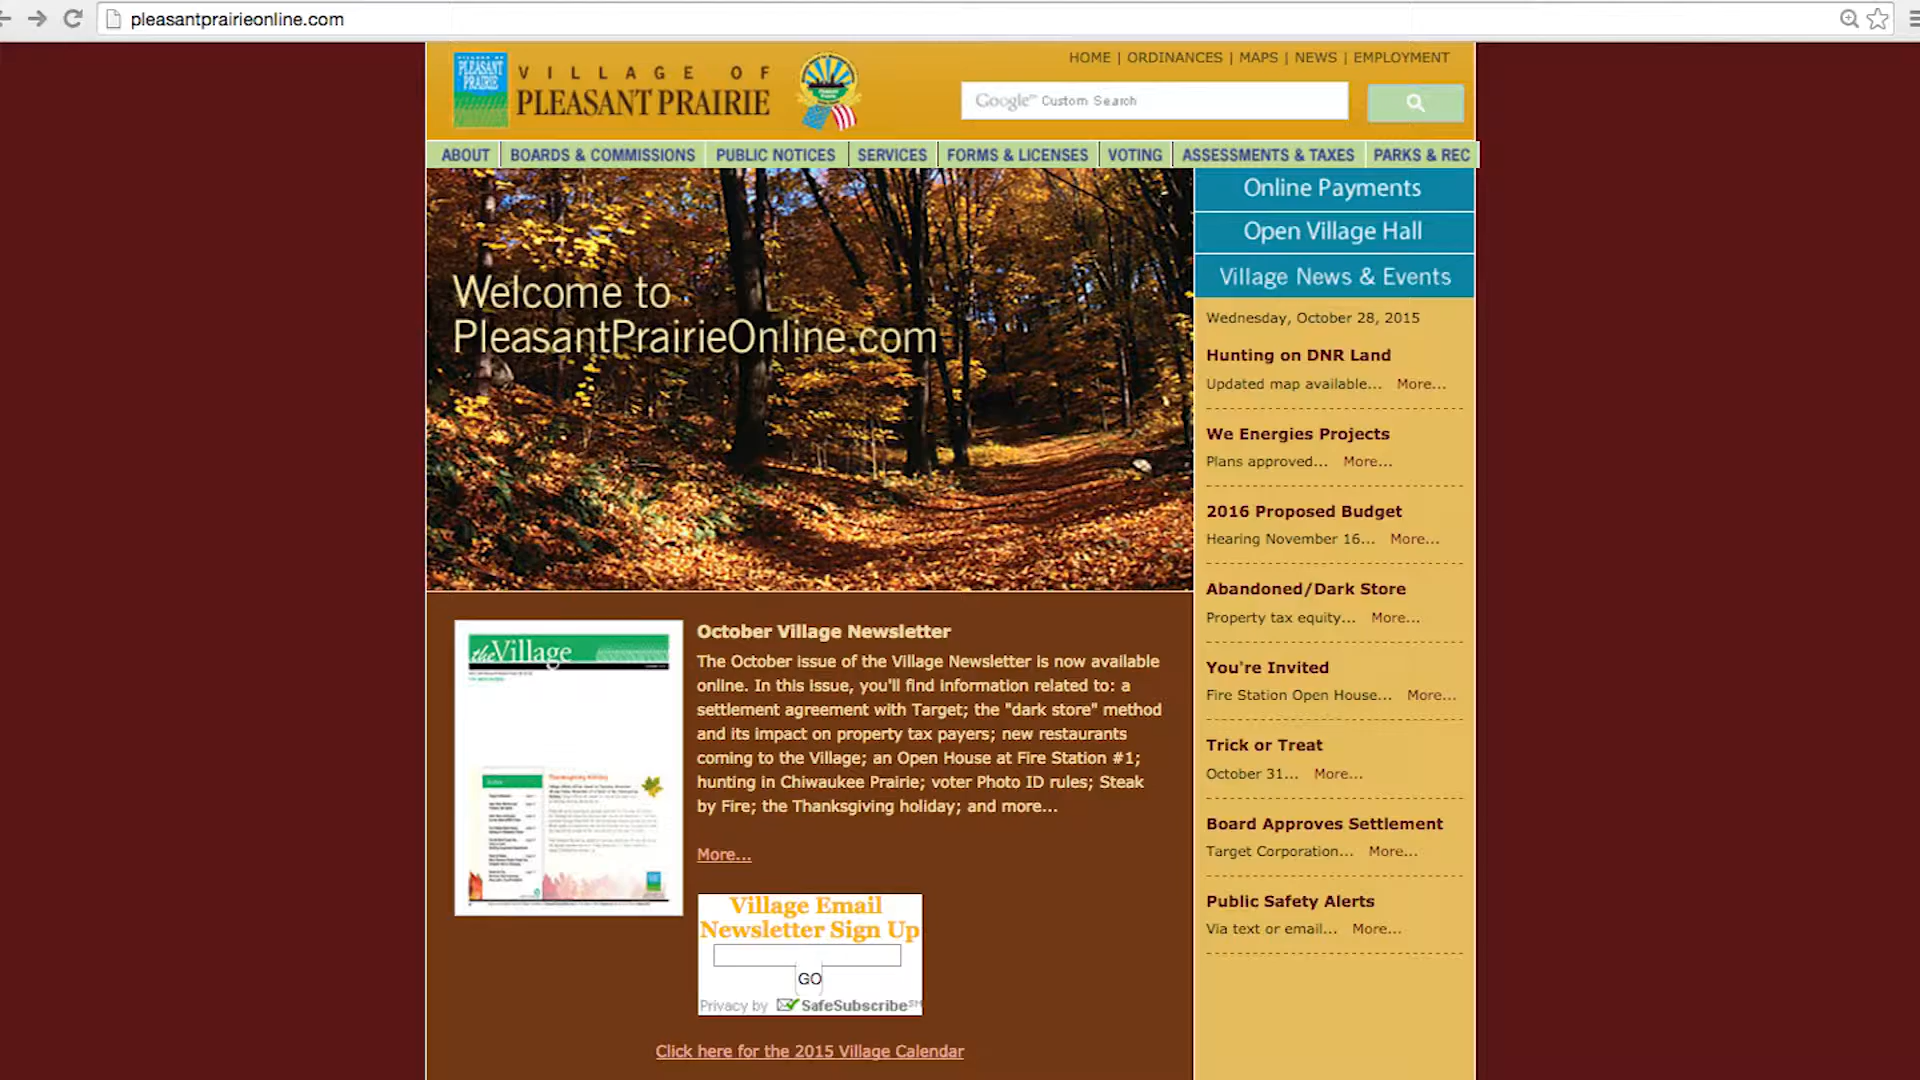 pleasantprairieonline.com
VILLAGE OF
PLEASANT PRAIRIE
PLEASANT
PRAIRIE
HOME | ORDINANCES | MAPS | NEWS | EMPLOYMENT
Google™ Custom Search
ABOUT
BOARDS & COMMISSIONS
PUBLIC NOTICES
SERVICES
FORMS & LICENSES
VOTING
ASSESSMENTS & TAXES
PARKS & REC
Welcome to
PleasantPrairieOnline.com
Online Payments
Open Village Hall
Village News & Events
Wednesday, October 28, 2015
Hunting on DNR Land
Updated map available... More...
We Energies Projects
Plans approved... More...
2016 Proposed Budget
Hearing November 16... More...
Abandoned/Dark Store
Property tax equity... More...
You're Invited
Fire Station Open House... More...
Trick or Treat
October 31... More...
Board Approves Settlement
Target Corporation... More...
Public Safety Alerts
Via text or email... More...
theVillage
Thanksgiving Holiday
October Village Newsletter
The October issue of the Village Newsletter is now available
online. In this issue, you'll find information related to: a
settlement agreement with Target; the "dark store" method
and its impact on property tax payers; new restaurants
coming to the Village; an Open House at Fire Station #1;
hunting in Chiwaukee Prairie; voter Photo ID rules; Steak
by Fire; the Thanksgiving holiday; and more...
More...
Village Email
Newsletter Sign Up
GO
Privacy by SafeSubscribe℠
Click here for the 2015 Village Calendar